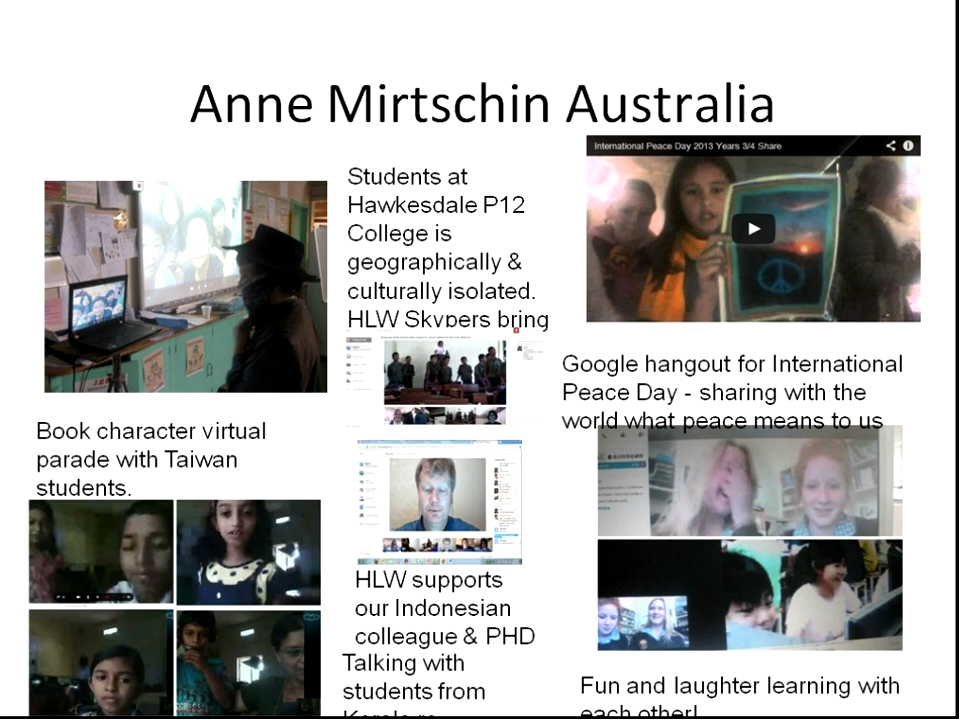 Anne Mirtschin Australia
International Peace Day 2013 Years 3/4 Share
Students at
Hawkesdale P12
College is
geographically &
culturally isolated.
HLW Skypers bring
Google hangout for International
Peace Day - sharing with the
world what peace means to us
Book character virtual
parade with Taiwan
students.
HLW supports
our Indonesian
colleague & PHD
Talking with
students from
Fun and laughter learning with
each other!